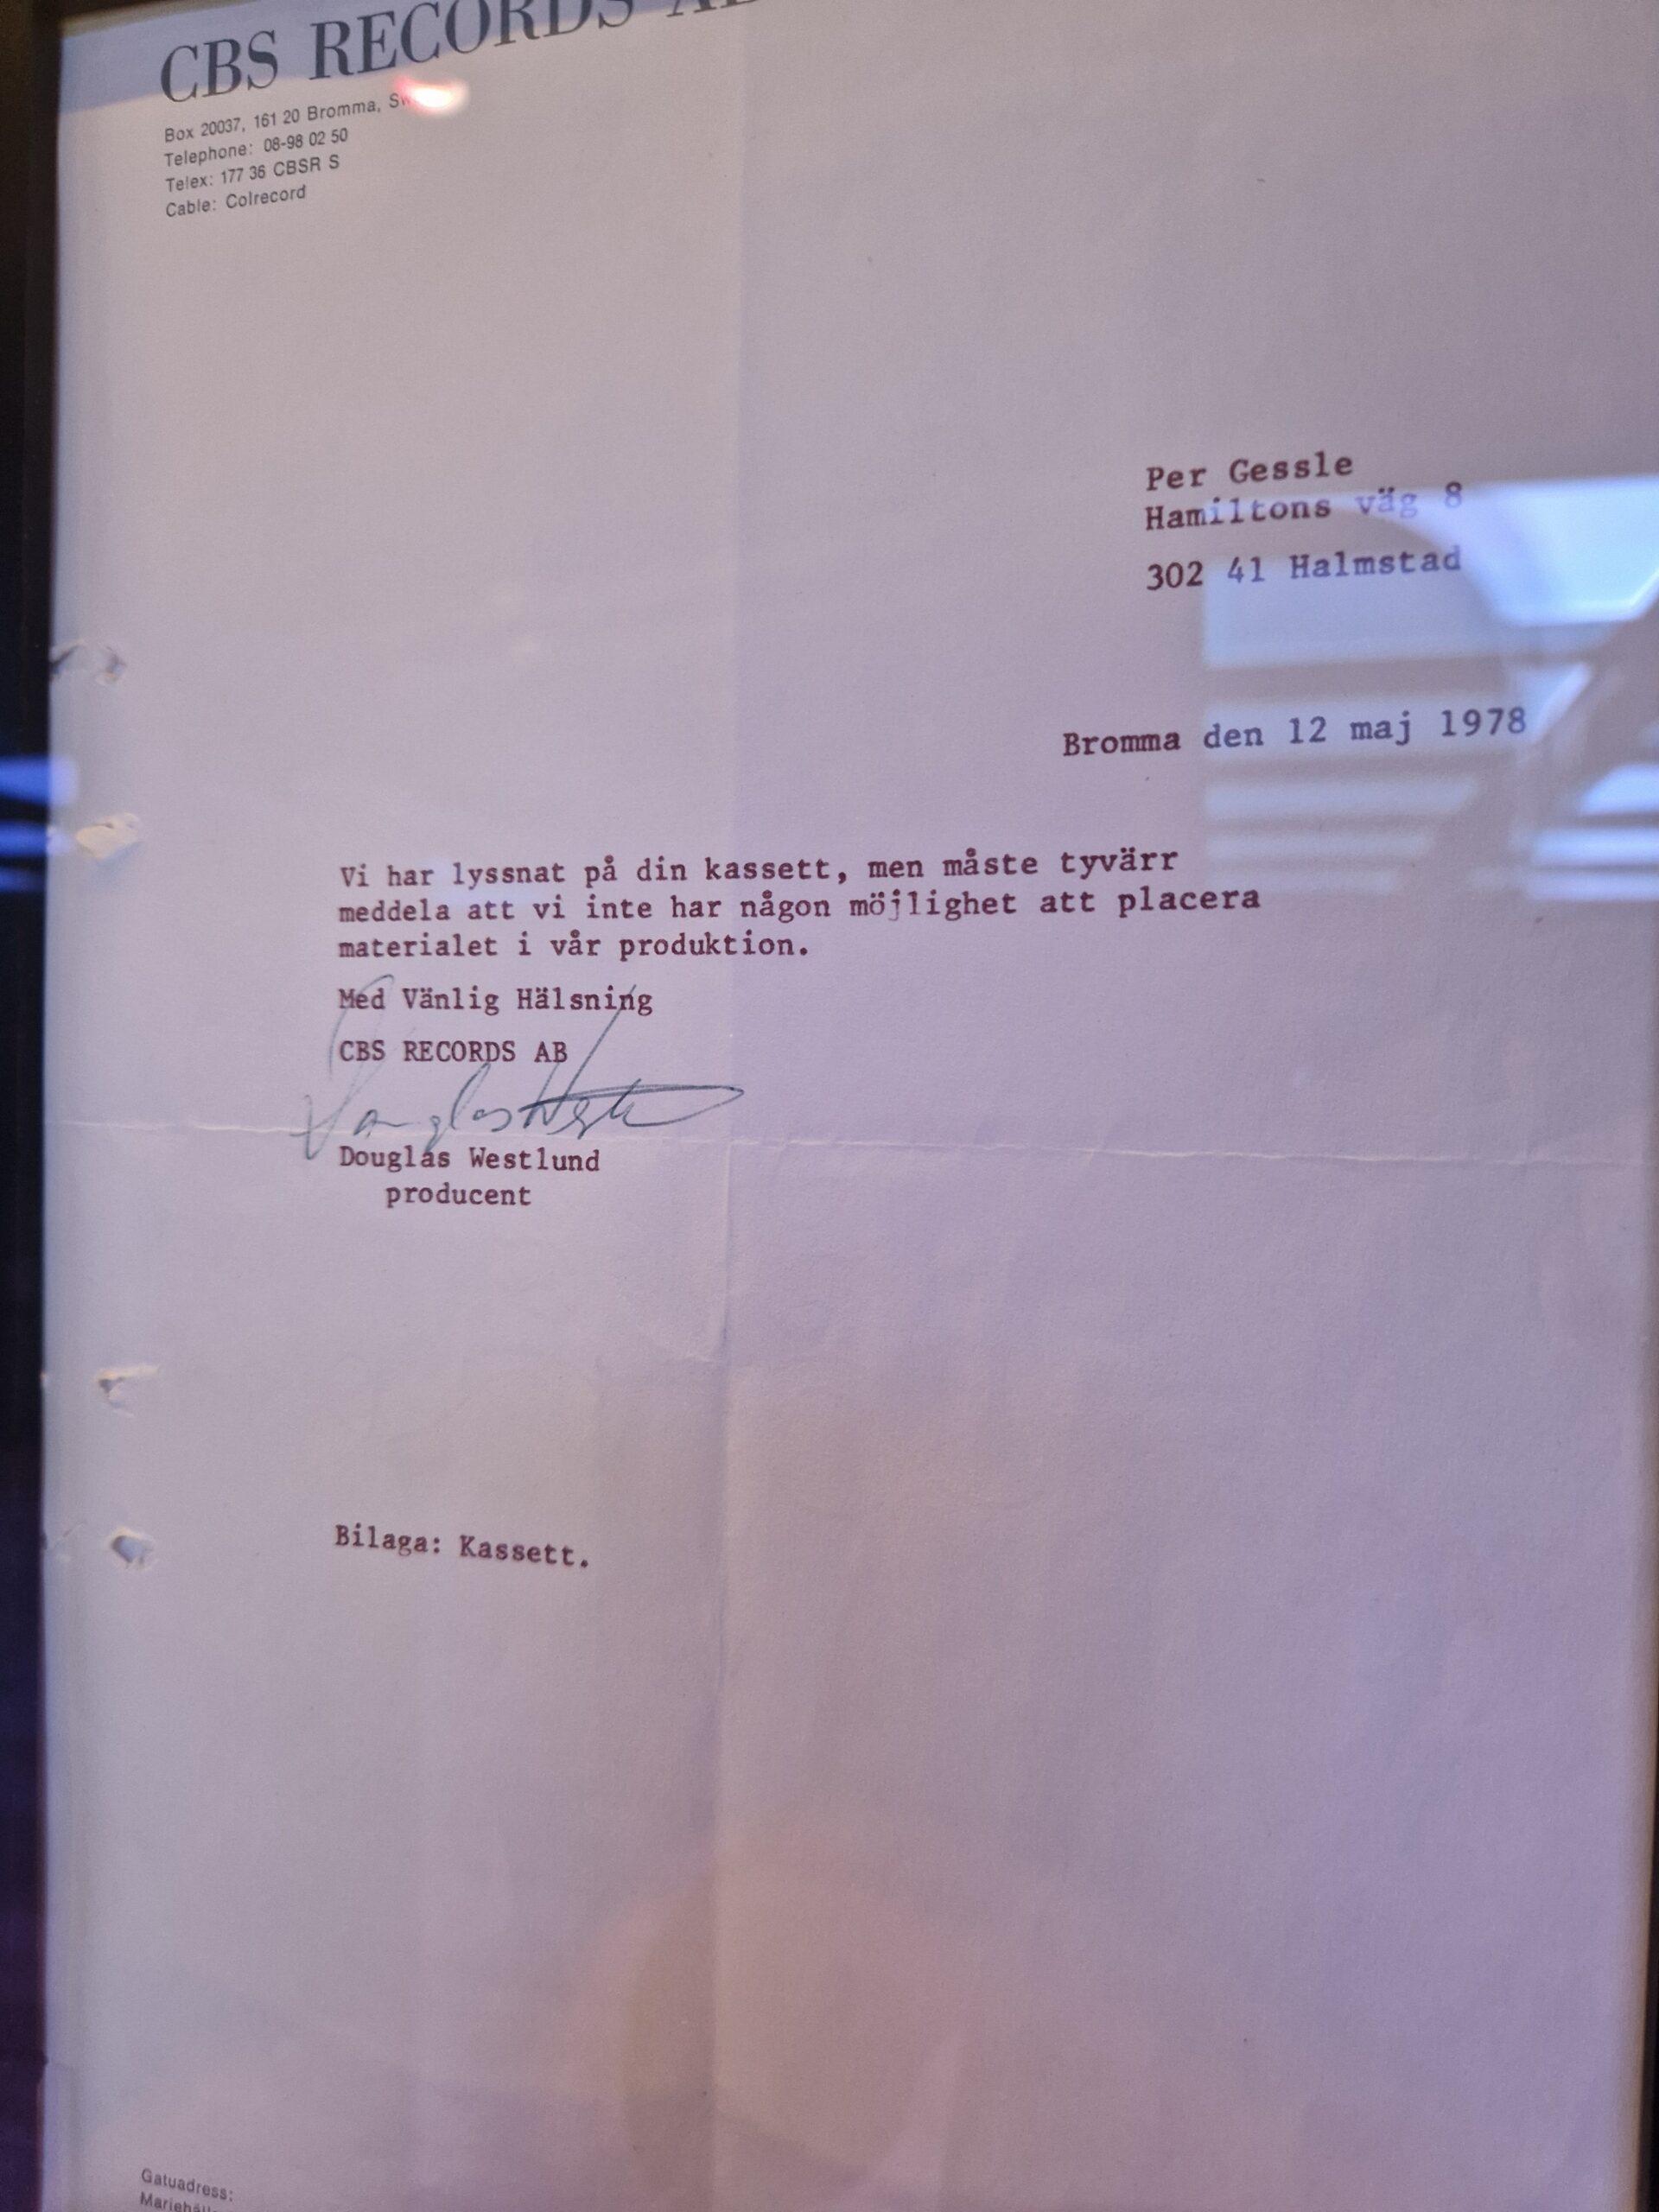 CBS RECORDS
Box 20037, 161 20 Bromma,
Telephone: 08-98 02 50
Telex: 177 36 CBSR S
Cable: Colrecord
Per Gessle
Hamiltons väg 8
302 41 Halmstad
Bromma den 12 maj 1978
Vi har lyssnat på din kassett, men måste tyvärr
meddela att vi inte har någon möjlighet att placera
materialet i vår produktion.
Med Vänlig Hälsning
CBS RECORDS AB
Douglas Westlund
producent
Bilaga: Kassett.
Gatuadress: